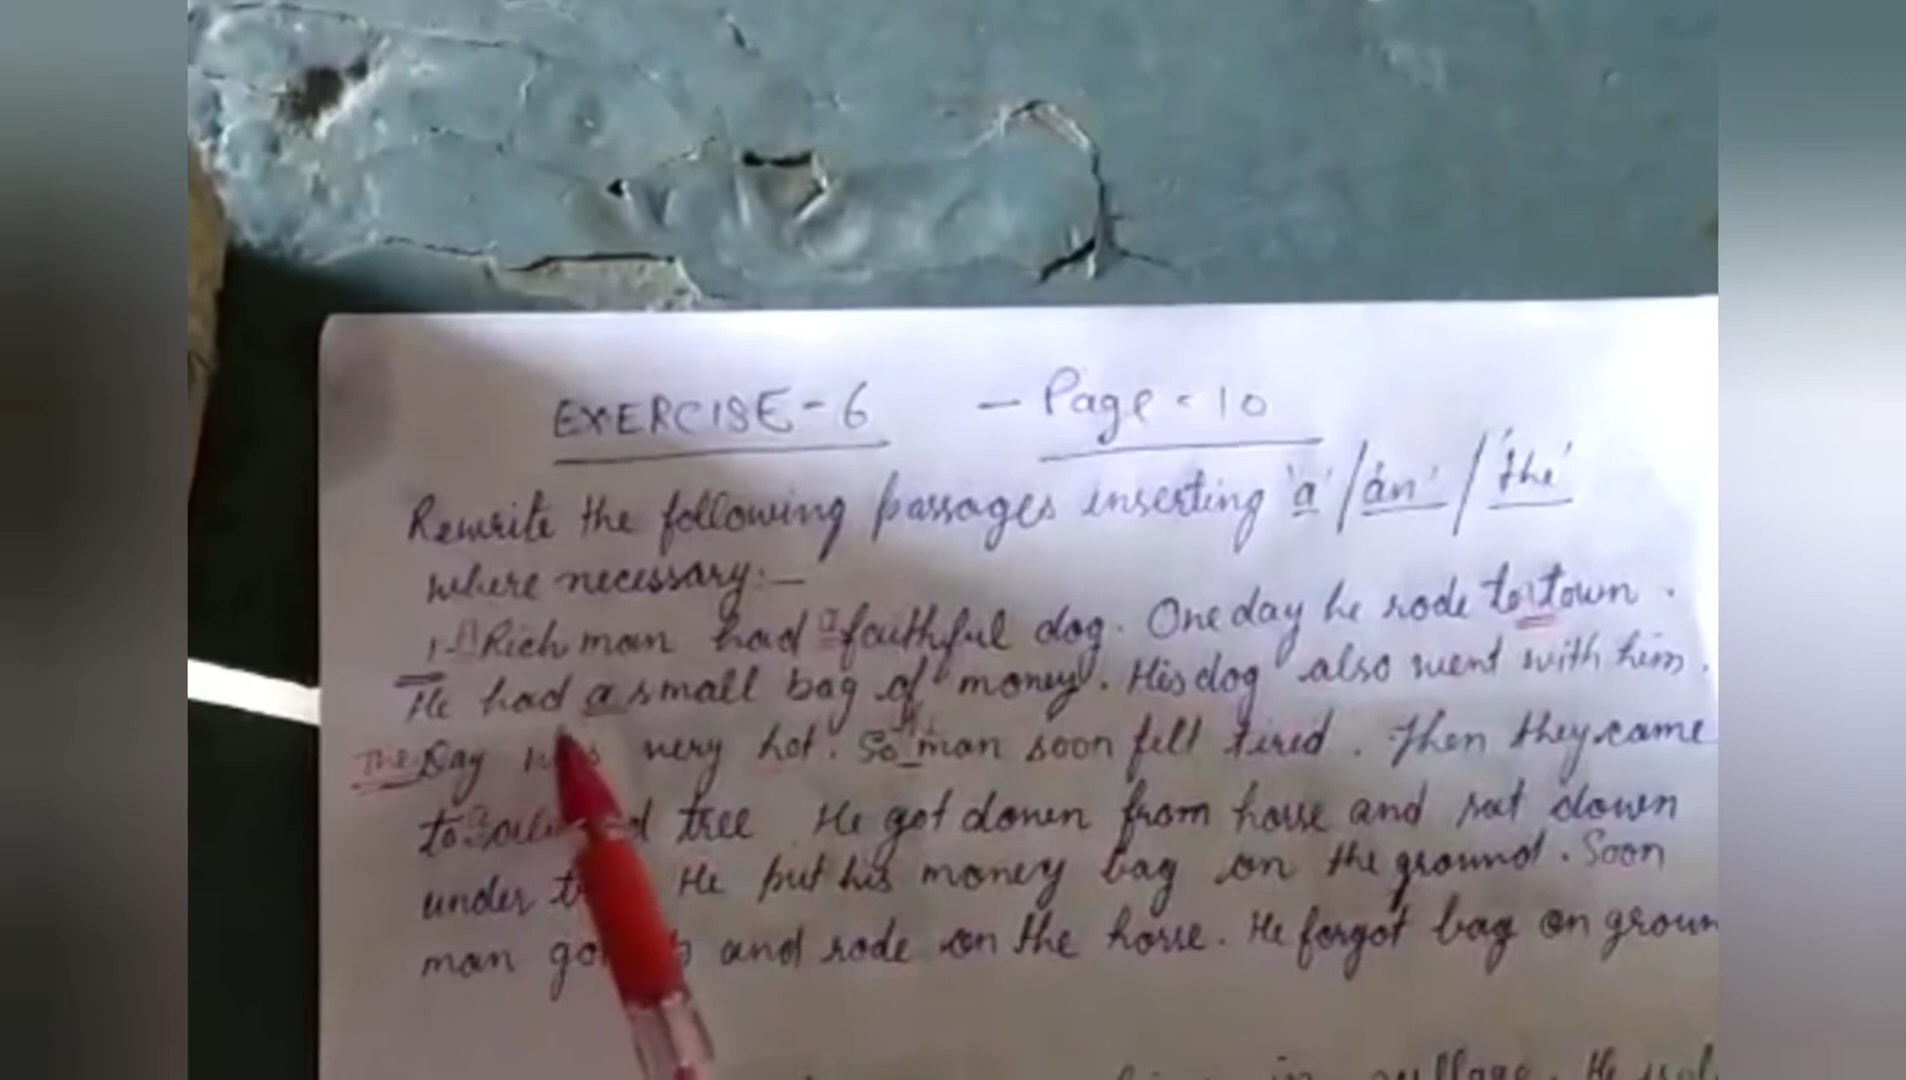 EXERCISE - 6 - Page - 10
Rewrite the following passages inserting 'a' / 'an' / 'the'
where necessary:-
1- A Rich man had a faithful dog. One day he rode to town.
He had a small bag of money. His dog also went with him.
The Day very hot. So man soon felt tired. Then they came
to a tree He got down from horse and sat down
under He put his money bag on the ground. Soon
man and rode on the horse. He forgot bag on groun
in village. He